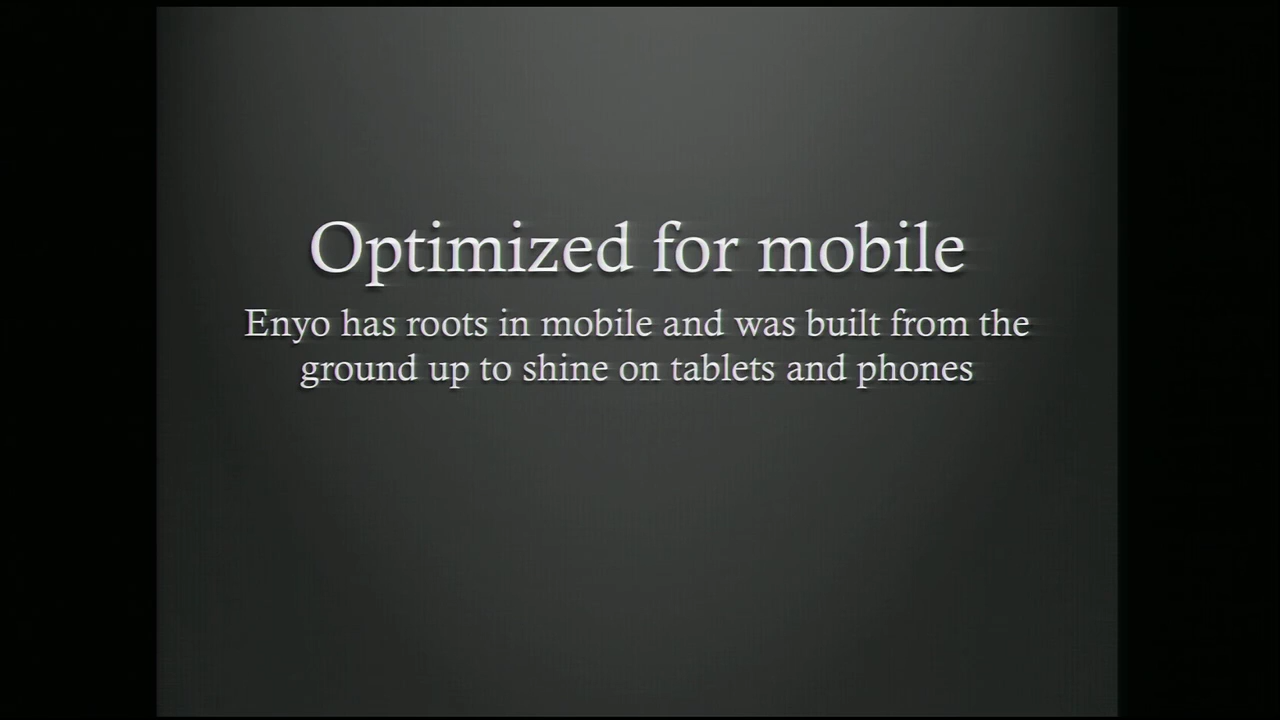 Optimized for mobile
Enyo has roots in mobile and was built from the
ground up to shine on tablets and phones